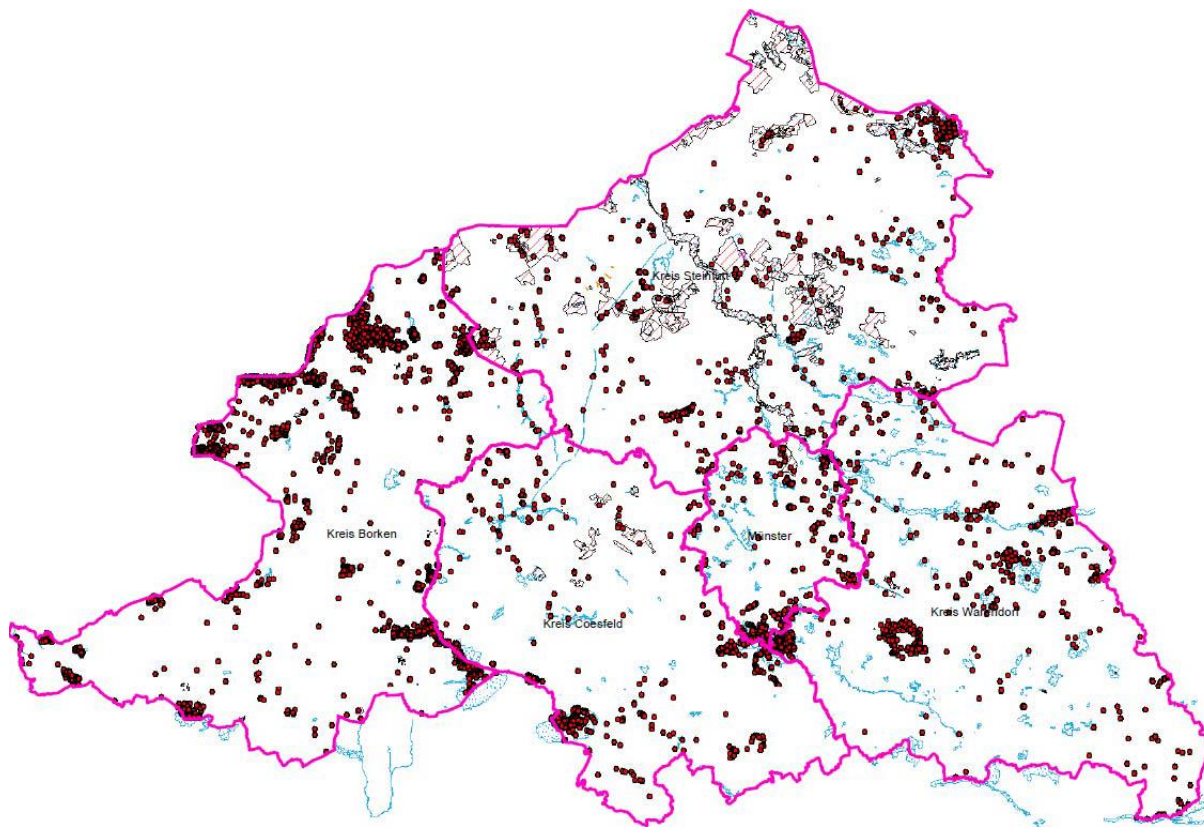 Kreis Steinfurt
Kreis Borken
Münster
Kreis Coesfeld
Kreis Warendorf